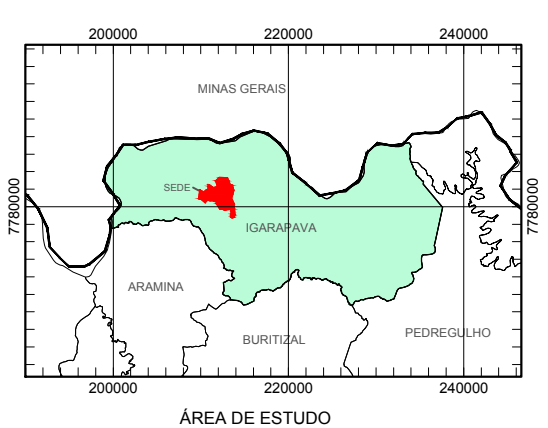 200000 220000 240000
MINAS GERAIS
SEDE
7780000 7780000
IGARAPAVA
ARAMINA
PEDREGULHO
BURITIZAL
200000 220000 240000
ÁREA DE ESTUDO